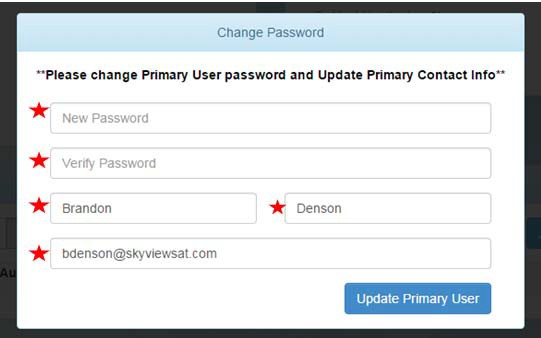 Change Password
**Please change Primary User password and Update Primary Contact Info**
New Password
Verify Password
Brandon Denson
bdenson@skyviewsat.com
Au
Update Primary User